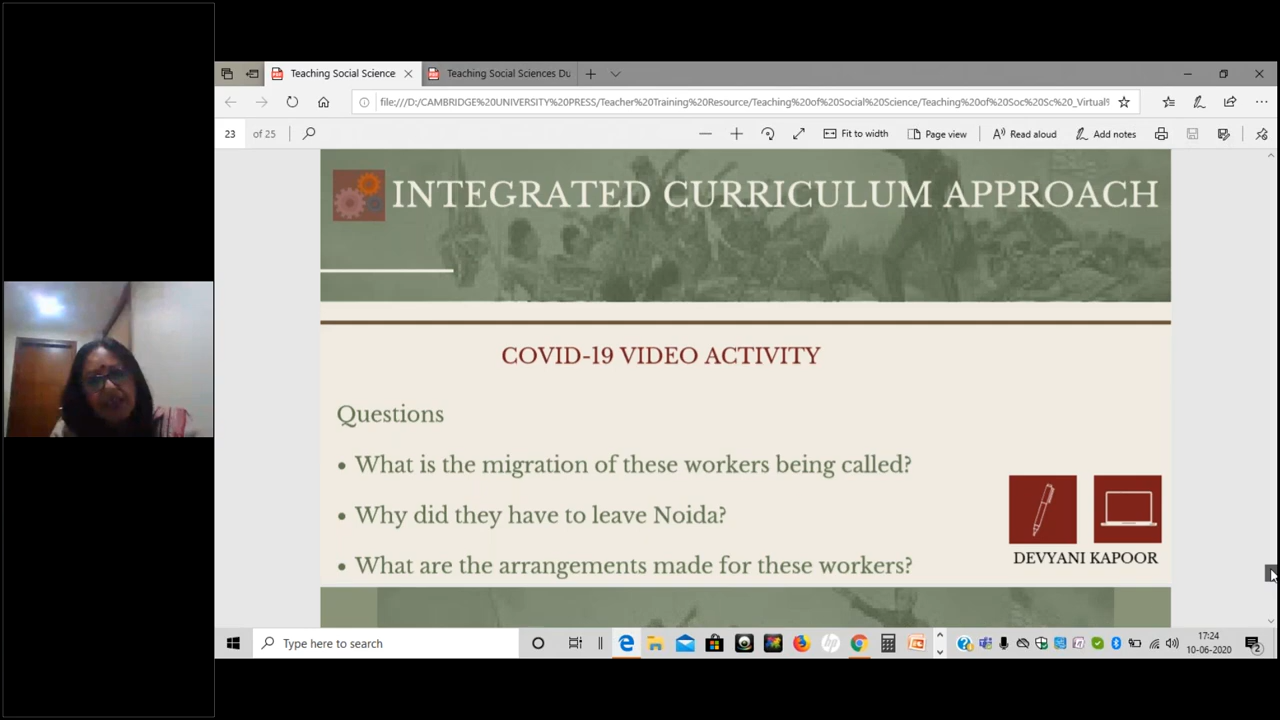 Teaching Social Science
Teaching Social Sciences Du
file:///D:/CAMBRIDGE%20UNIVERSITY%20PRESS/Teacher%20Training%20Resource/Teaching%20of%20Social%20Science/Teaching%20of%20Soc%20Sc%20_Virtual%
23 of 25
Fit to width
Page view
Read aloud
Add notes
INTEGRATED CURRICULUM APPROACH
COVID-19 VIDEO ACTIVITY
Questions
• What is the migration of these workers being called?
• Why did they have to leave Noida?
• What are the arrangements made for these workers?
DEVYANI KAPOOR
Type here to search
hp
17:24
10-06-2020
2